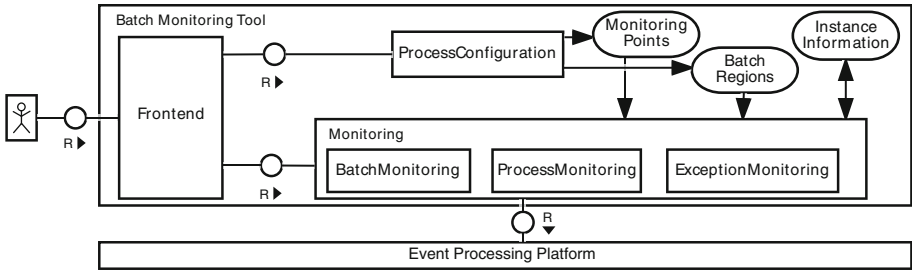 Batch Monitoring Tool
Monitoring
Points
Instance
Information
ProcessConfiguration
Batch
Regions
R ▶
Frontend
R ▶
Monitoring
BatchMonitoring
ProcessMonitoring
ExceptionMonitoring
R ▶
R ▼
Event Processing Platform